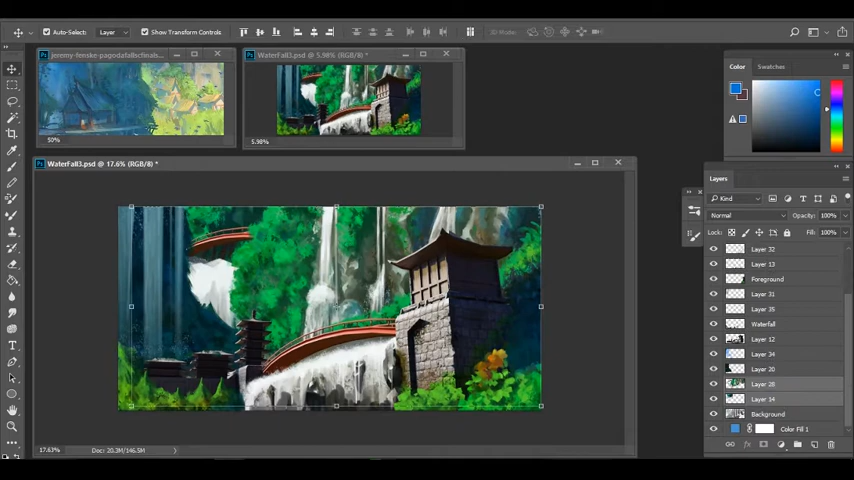 Auto-Select: Layer Show Transform Controls 3D Mode:
jeremy-fenske-pagodafallscfinals...
WaterFall3.psd @ 5.98% (RGB/8) *
50%
5.98%
WaterFall3.psd @ 17.6% (RGB/8) *
17.63% Doc: 20.3M/146.5M
Color Swatches
Layers
Kind
Normal Opacity: 100%
Lock: Fill: 100%
Layer 32
Layer 13
Foreground
Layer 31
Layer 35
Waterfall
Layer 12
Layer 34
Layer 20
Layer 28
Layer 14
Background
Color Fill 1